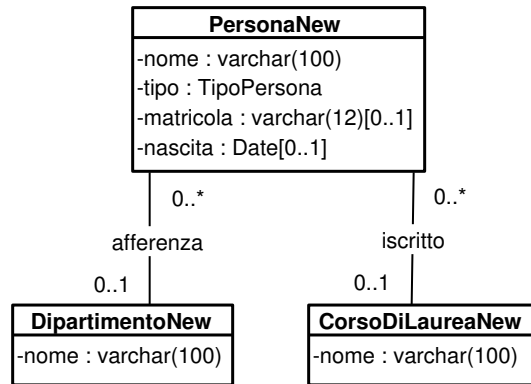 PersonaNew
-nome : varchar(100)
-tipo : TipoPersona
-matricola : varchar(12)[0..1]
-nascita : Date[0..1]
0..*
0..*
afferenza
iscritto
0..1
0..1
DipartimentoNew
CorsoDiLaureaNew
-nome : varchar(100)
-nome : varchar(100)